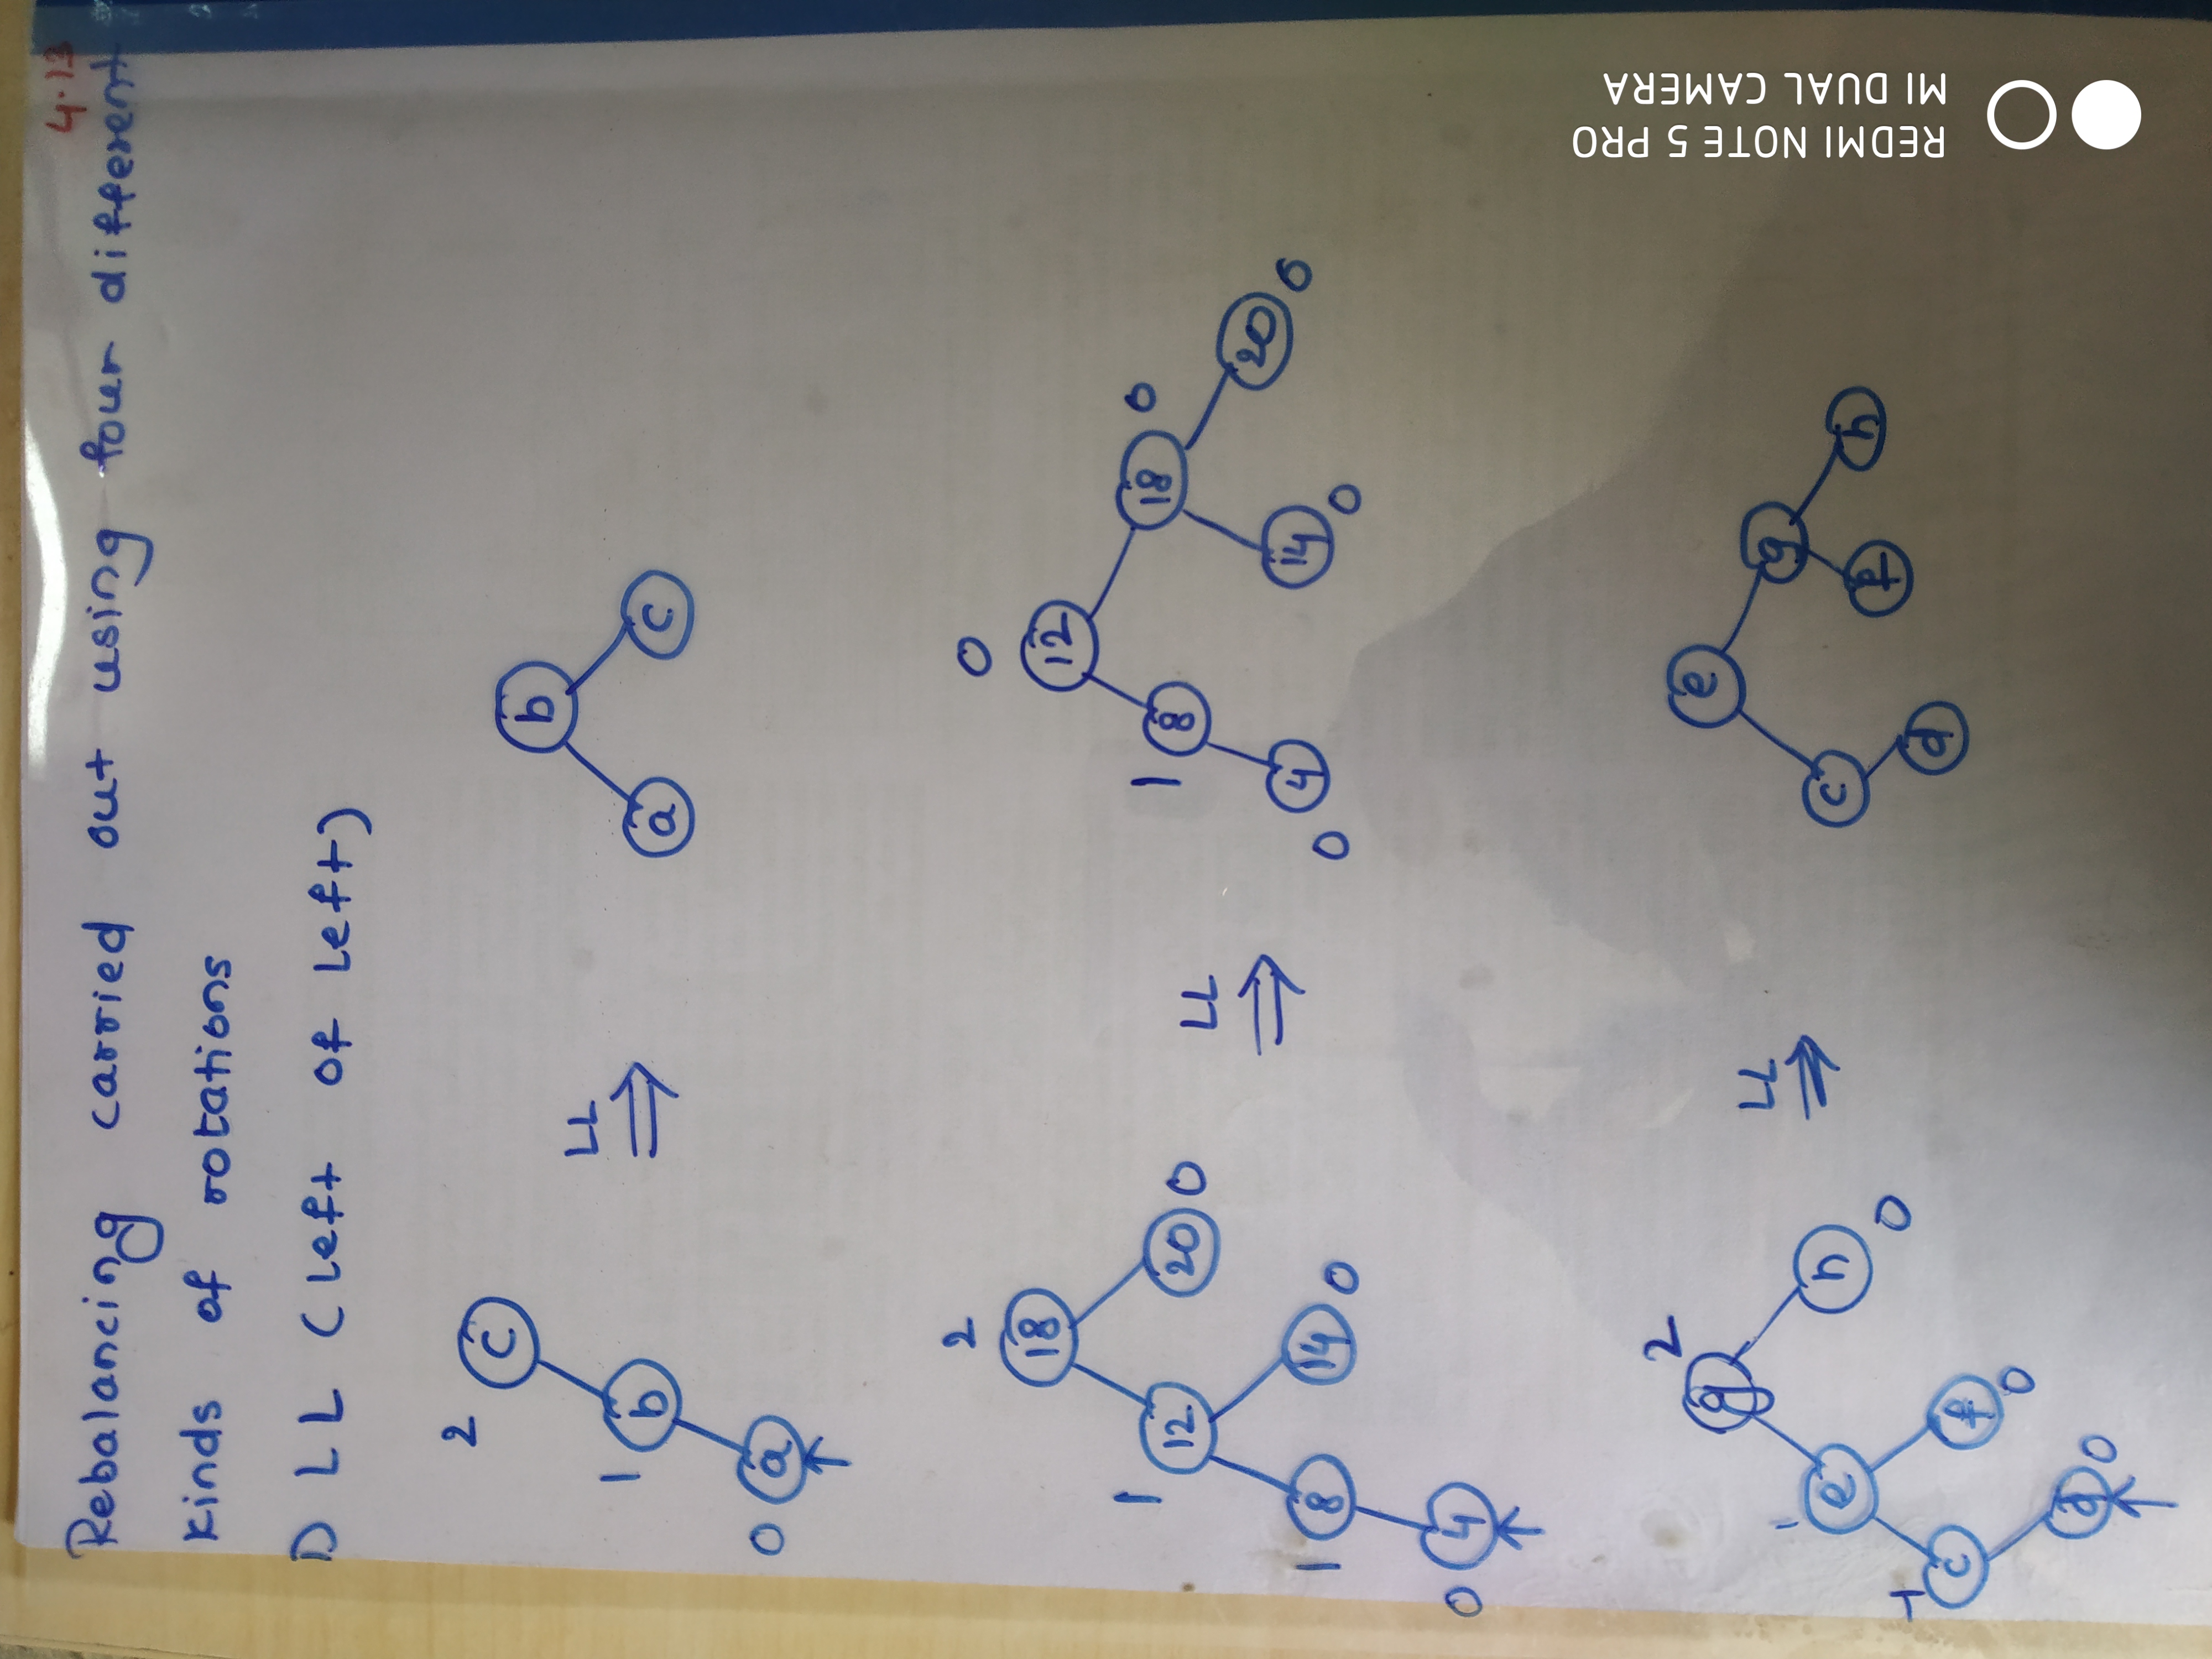 4.13
Rebalancing carried out using four different
kinds of rotations
1) LL (Left of Left)
2
1
0
c
b
a
LL
b
a
c
2
1
1
0
18
12
20
0
8
14
0
4
LL
0
12
1
8
18
0
0
4
14
0
20
0
2
g
1
e
h
0
-1
c
f
0
d
0
LL
e
c
g
d
f
h
REDMI NOTE 5 PRO
MI DUAL CAMERA